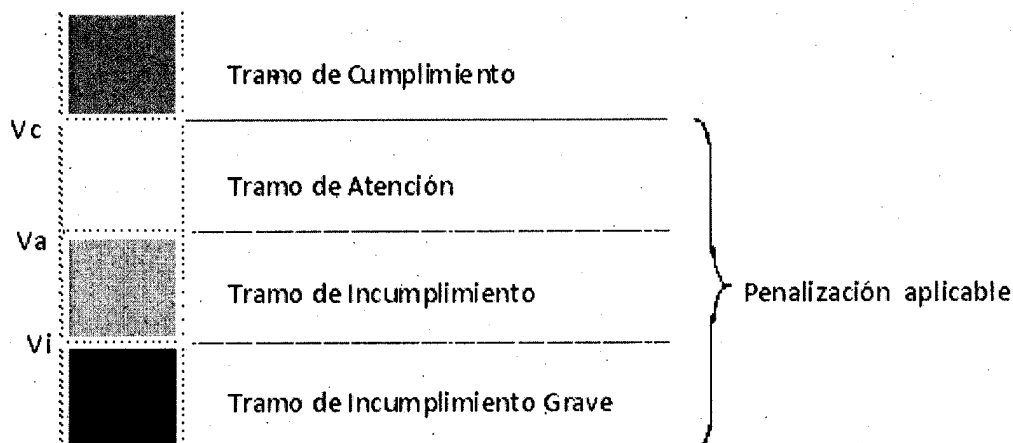 Tramo de Cumplimiento
Vc
Tramo de Atención
Va
Tramo de Incumplimiento
Penalización aplicable
Vi
Tramo de Incumplimiento Grave